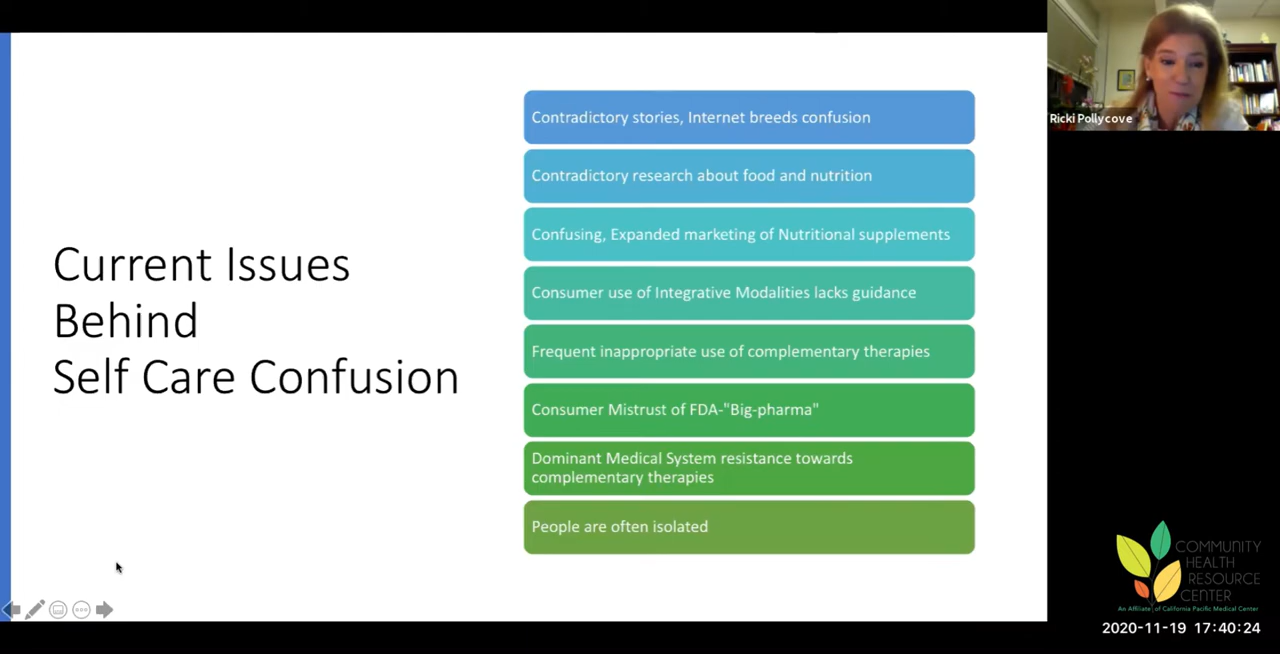 Current Issues
Behind
Self Care Confusion
Contradictory stories, Internet breeds confusion
Contradictory research about food and nutrition
Confusing, Expanded marketing of Nutritional supplements
Consumer use of Integrative Modalities lacks guidance
Frequent inappropriate use of complementary therapies
Consumer Mistrust of FDA-"Big-pharma"
Dominant Medical System resistance towards
complementary therapies
People are often isolated
Ricki Pollycove
COMMUNITY
HEALTH
RESOURCE
CENTER
An Affiliate of California Pacific Medical Center
2020-11-19 17:40:24